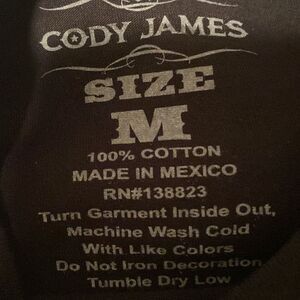 CODY JAMES
SIZE
M
100% COTTON
MADE IN MEXICO
RN#138823
Turn Garment Inside Out,
Machine Wash Cold
With Like Colors
Do Not Iron Decoration
Tumble Dry Low